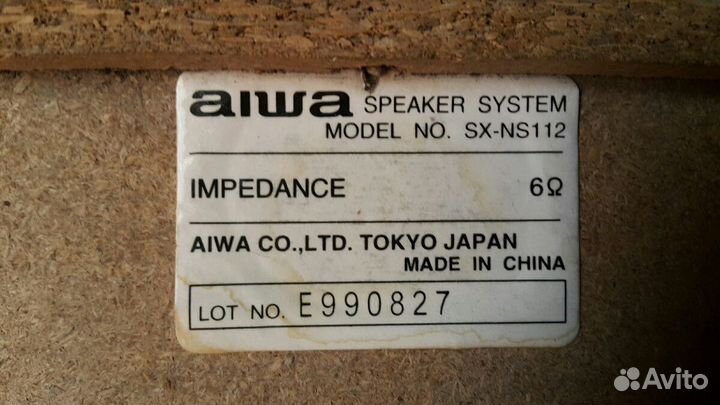 aiwa SPEAKER SYSTEM
MODEL NO. SX-NS112
IMPEDANCE 6Ω
AIWA CO.,LTD. TOKYO JAPAN
MADE IN CHINA
LOT NO. E990827
Avito